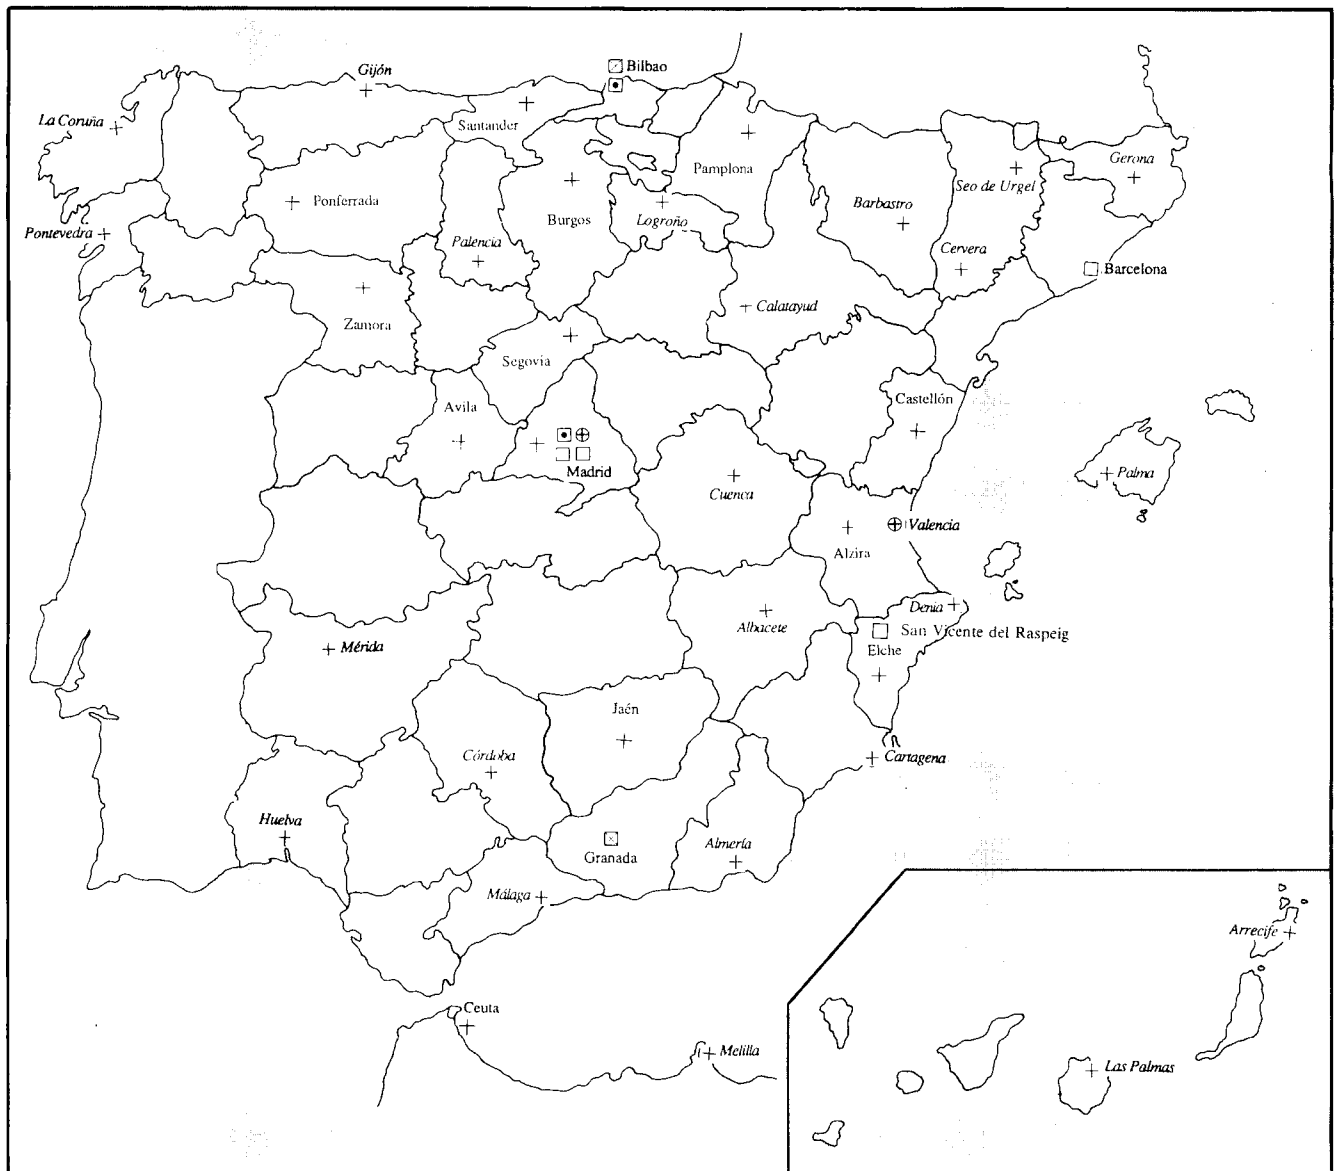 Gijón
Bilbao
La Coruña
Santander
Pamplona
Gerona
Seo de Urgel
Ponferrada
Barbastro
Burgos
Logroño
Pontevedra
Palencia
Cervera
Barcelona
Calatayud
Zamora
Segovia
Avila
Castellón
Madrid
Palma
Cuenca
Valencia
Alzira
Denia
Albacete
San Vicente del Raspeig
Mérida
Elche
Jaén
Córdoba
Cartagena
Huelva
Almería
Granada
Málaga
Arrecife
Ceuta
Melilla
Las Palmas